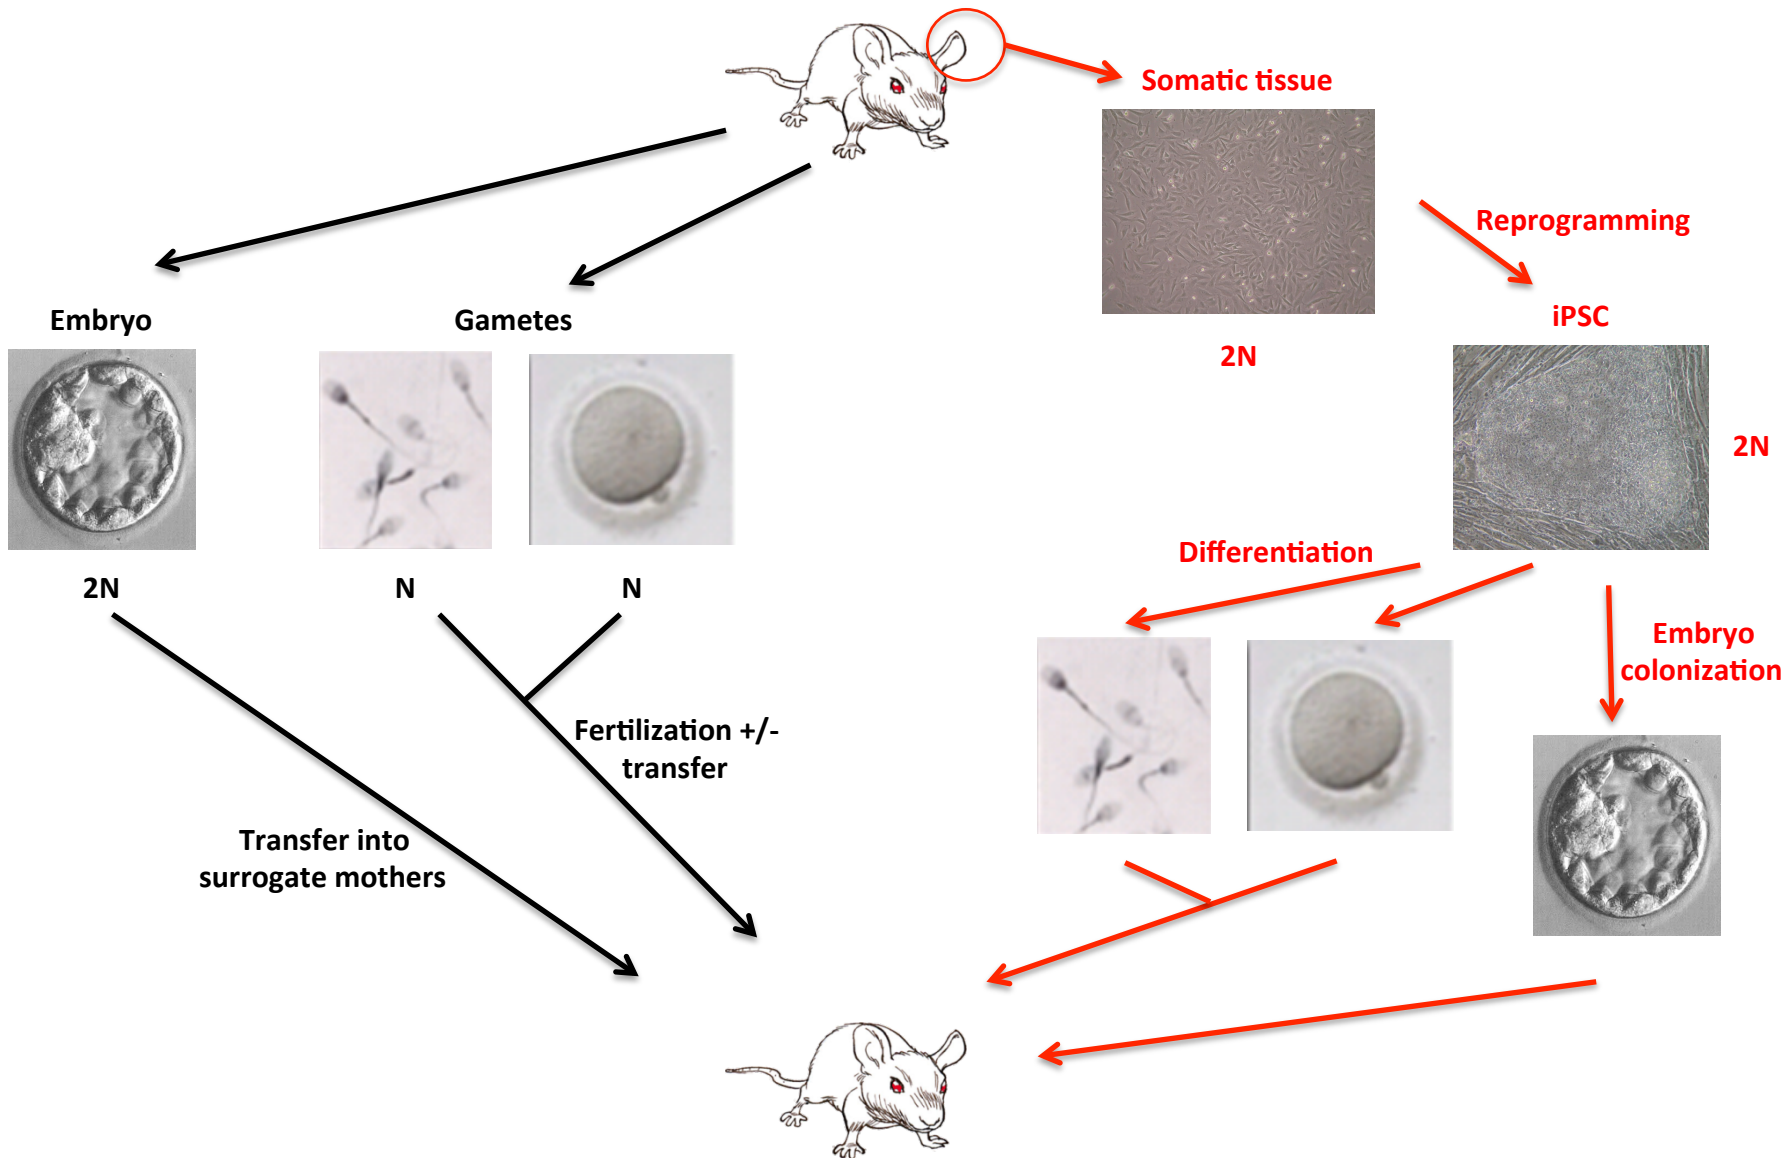 Somatic tissue
Reprogramming
Embryo
Gametes
iPSC
2N
2N
Differentiation
2N
N
N
Embryo
colonization
Fertilization +/-
transfer
Transfer into
surrogate mothers